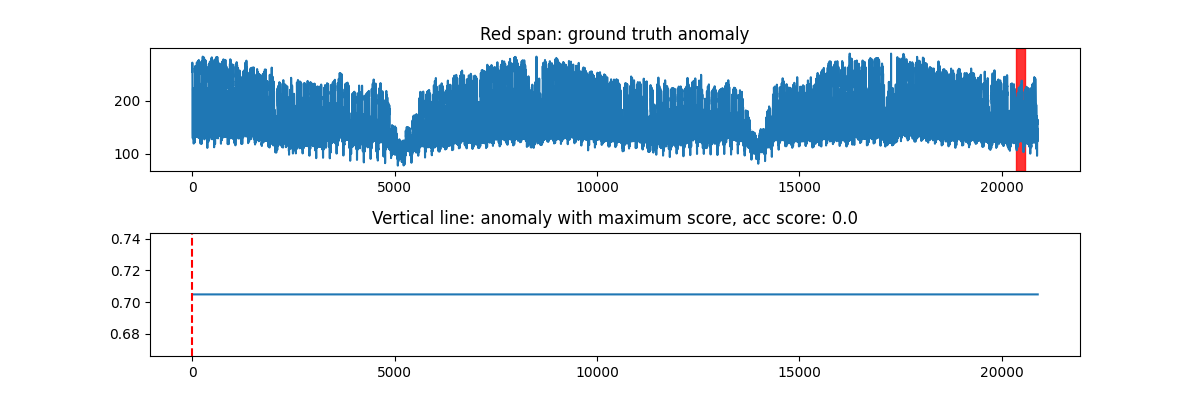 Red span: ground truth anomaly
200
100
0 5000 10000 15000 20000
Vertical line: anomaly with maximum score, acc score: 0.0
0.74
0.72
0.70
0.68
0 5000 10000 15000 20000